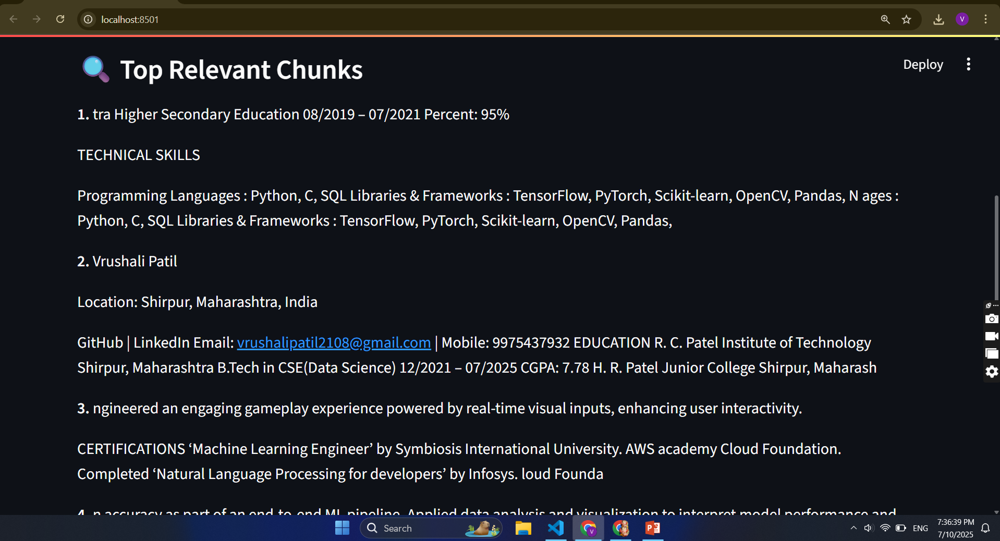 localhost:8501
V
Deploy
Top Relevant Chunks
1. tra Higher Secondary Education 08/2019 – 07/2021 Percent: 95%
TECHNICAL SKILLS
Programming Languages : Python, C, SQL Libraries & Frameworks : TensorFlow, PyTorch, Scikit-learn, OpenCV, Pandas, N ages :
Python, C, SQL Libraries & Frameworks : TensorFlow, PyTorch, Scikit-learn, OpenCV, Pandas,
2. Vrushali Patil
Location: Shirpur, Maharashtra, India
GitHub | LinkedIn Email: vrushalipatil2108@gmail.com | Mobile: 9975437932 EDUCATION R. C. Patel Institute of Technology
Shirpur, Maharashtra B.Tech in CSE(Data Science) 12/2021 – 07/2025 CGPA: 7.78 H. R. Patel Junior College Shirpur, Maharash
3. ngineered an engaging gameplay experience powered by real-time visual inputs, enhancing user interactivity.
CERTIFICATIONS ‘Machine Learning Engineer’ by Symbiosis International University. AWS academy Cloud Foundation.
Completed ‘Natural Language Processing for developers’ by Infosys. loud Founda
4. n accuracy as part of an end-to-end ML pipeline. Applied data analysis and visualization to interpret model performance and
Search
ENG
7:36:39 PM
7/10/2025